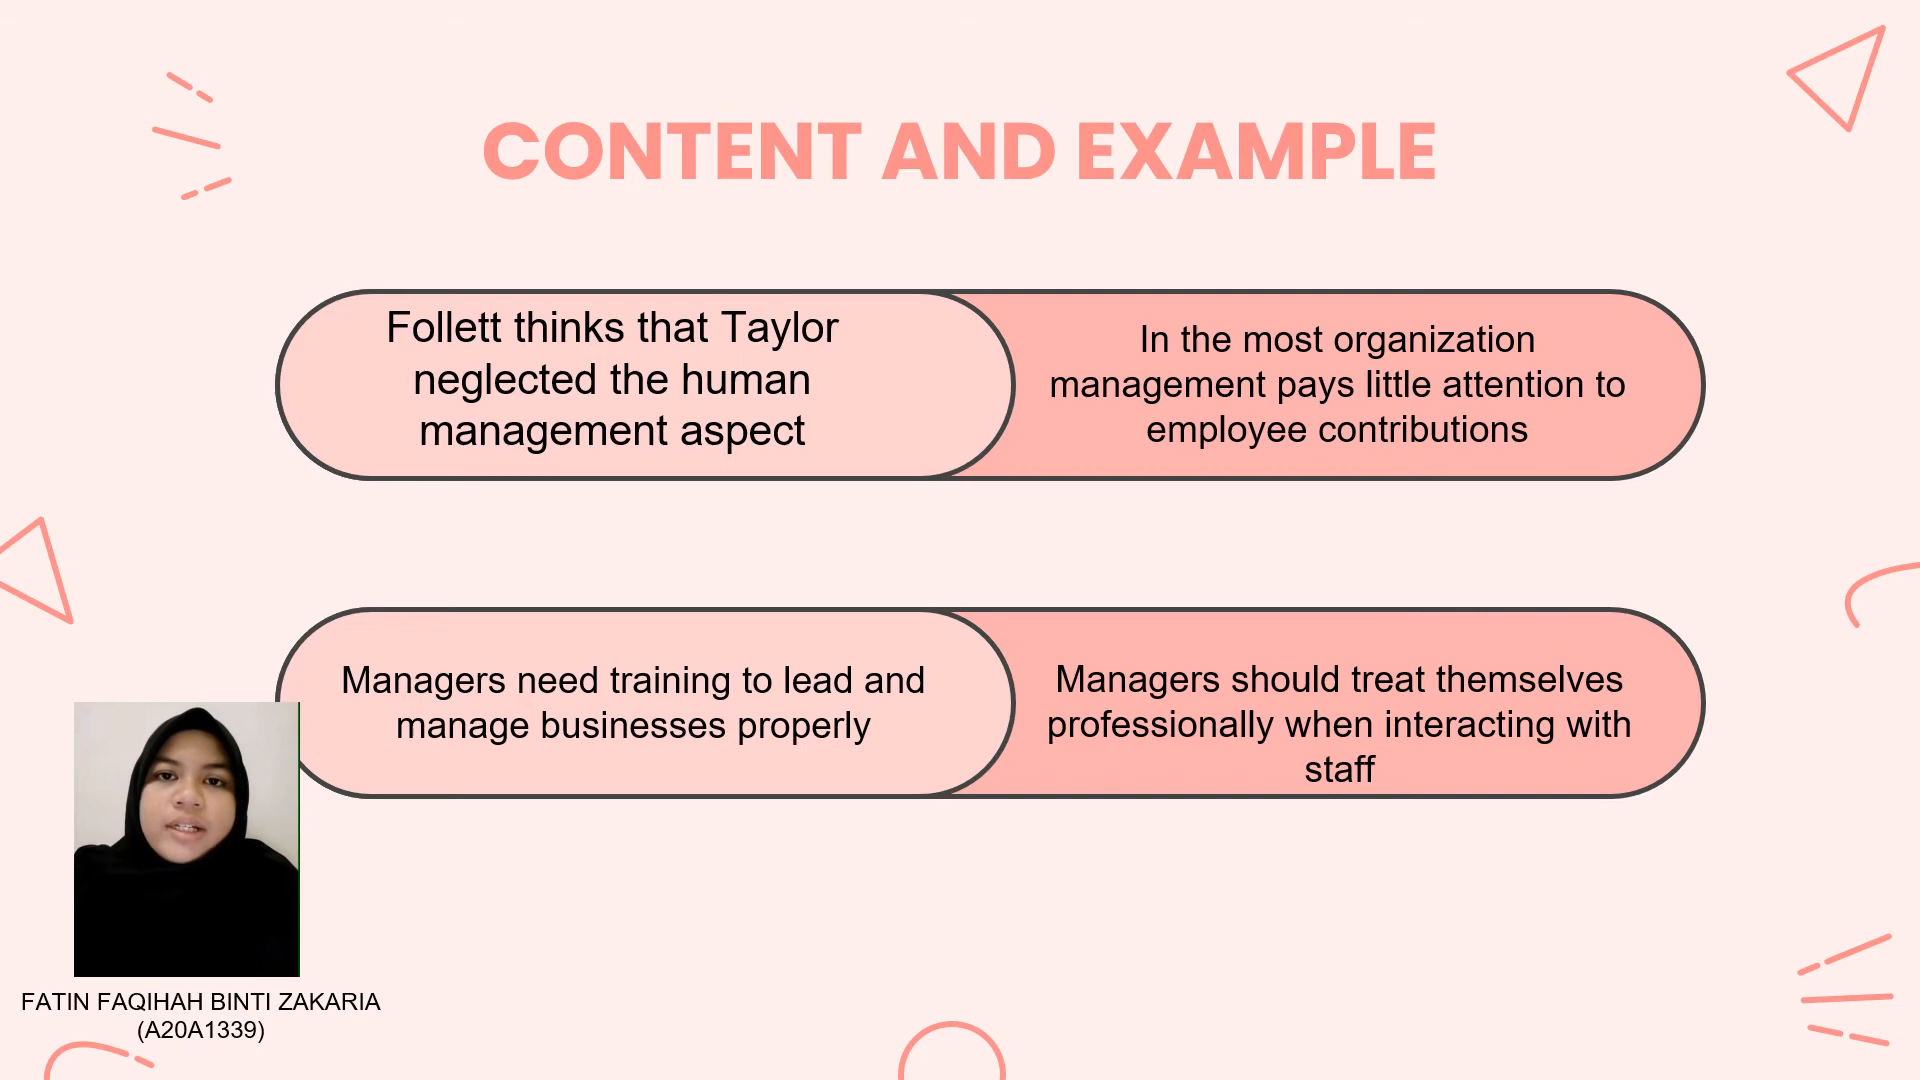 CONTENT AND EXAMPLE
Follett thinks that Taylor
neglected the human
management aspect
In the most organization
management pays little attention to
employee contributions
Managers need training to lead and
manage businesses properly
Managers should treat themselves
professionally when interacting with
staff
FATIN FAQIHAH BINTI ZAKARIA
(A20A1339)